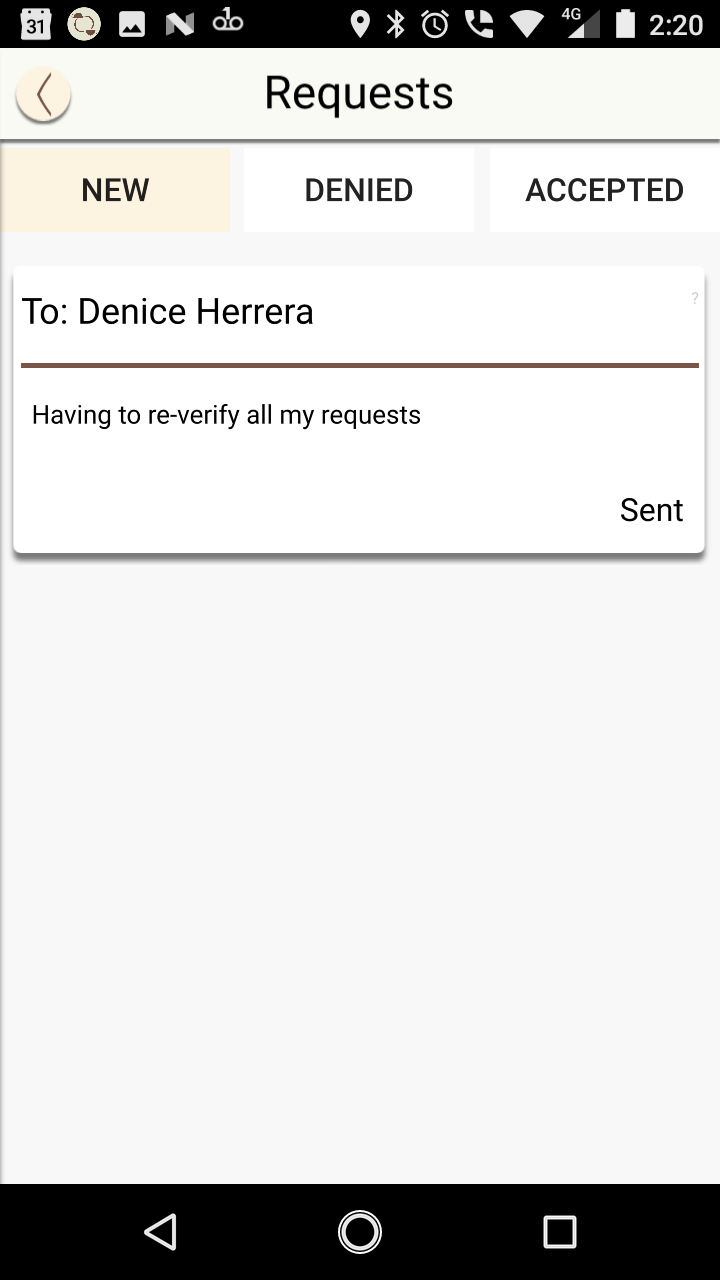 31 1 4G 2:20
Requests
NEW DENIED ACCEPTED
To: Denice Herrera ?
Having to re-verify all my requests
Sent